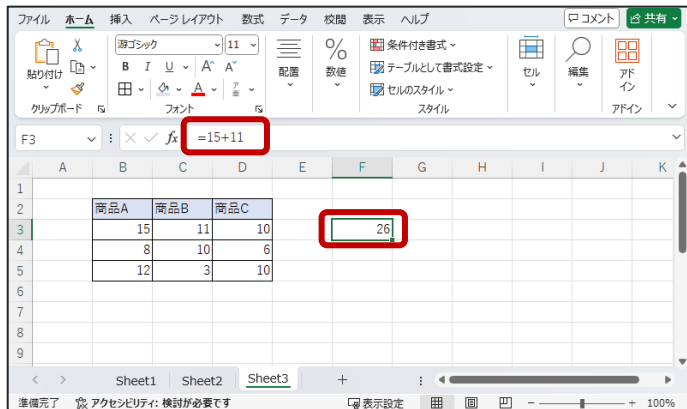 ファイル ホーム 挿入 ページ レイアウト 数式 データ 校閲 表示 ヘルプ コメント 共有
貼り付け 游ゴシック 11 配置 数値 条件付き書式 セル 編集 アドイン
B I U A A テーブルとして書式設定
A セルのスタイル
クリップボード フォント スタイル アドイン
F3 fx =15+11
A B C D E F G H I J K
1
2 商品A 商品B 商品C
3 15 11 10 26
4 8 10 6
5 12 3 10
6
7
8
9
Sheet1 Sheet2 Sheet3 +
準備完了 アクセシビリティ: 検討が必要です 表示設定 - + 100%